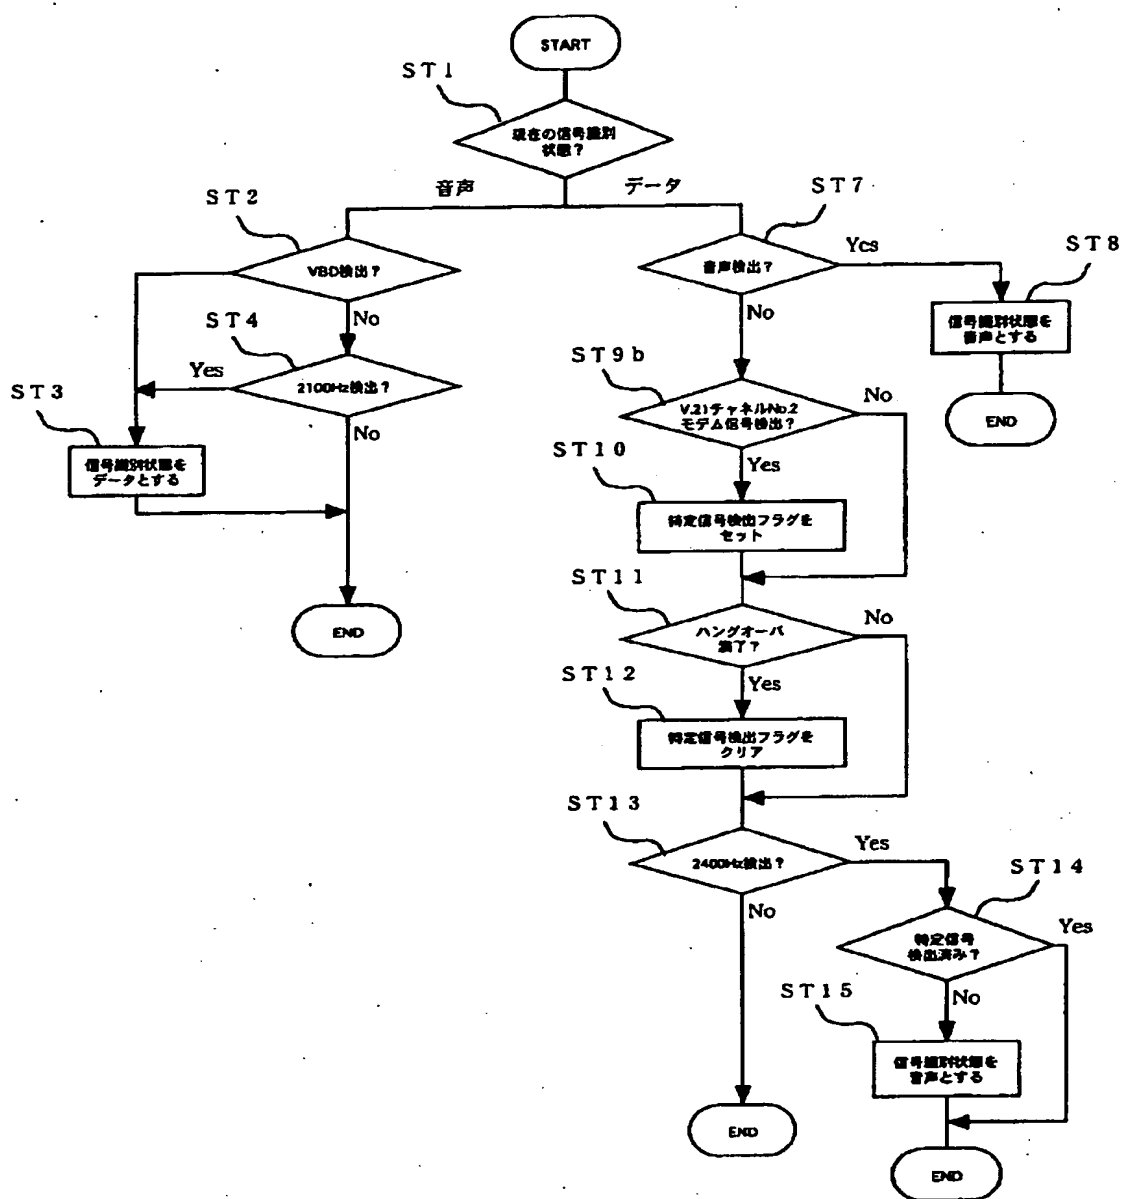 START
ST1
現在の信号識別
状態?
音声
データ
ST2
VBD検出?
No
ST4
Yes
2100Hz検出?
No
ST3
信号識別状態を
データとする
END
ST7
音声検出?
Yes
ST8
信号識別状態を
音声とする
END
No
ST9b
V.21チャネルNo.2
モデム信号検出?
No
Yes
ST10
特定信号検出フラグを
セット
ST11
ハングオーバ
満了?
No
Yes
ST12
特定信号検出フラグを
クリア
ST13
2400Hz検出?
Yes
No
ST14
特定信号
検出済み?
Yes
No
ST15
信号識別状態を
音声とする
END
END